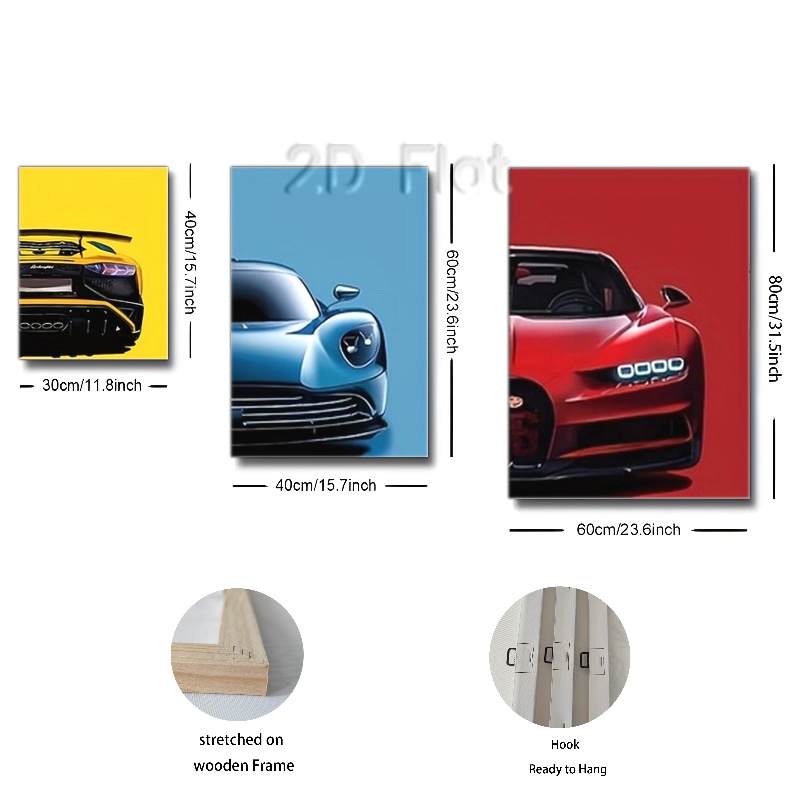 2D Flat
40cm/15.7inch
30cm/11.8inch
60cm/23.6inch
40cm/15.7inch
80cm/31.5inch
60cm/23.6inch
stretched on
wooden Frame
Hook
Ready to Hang